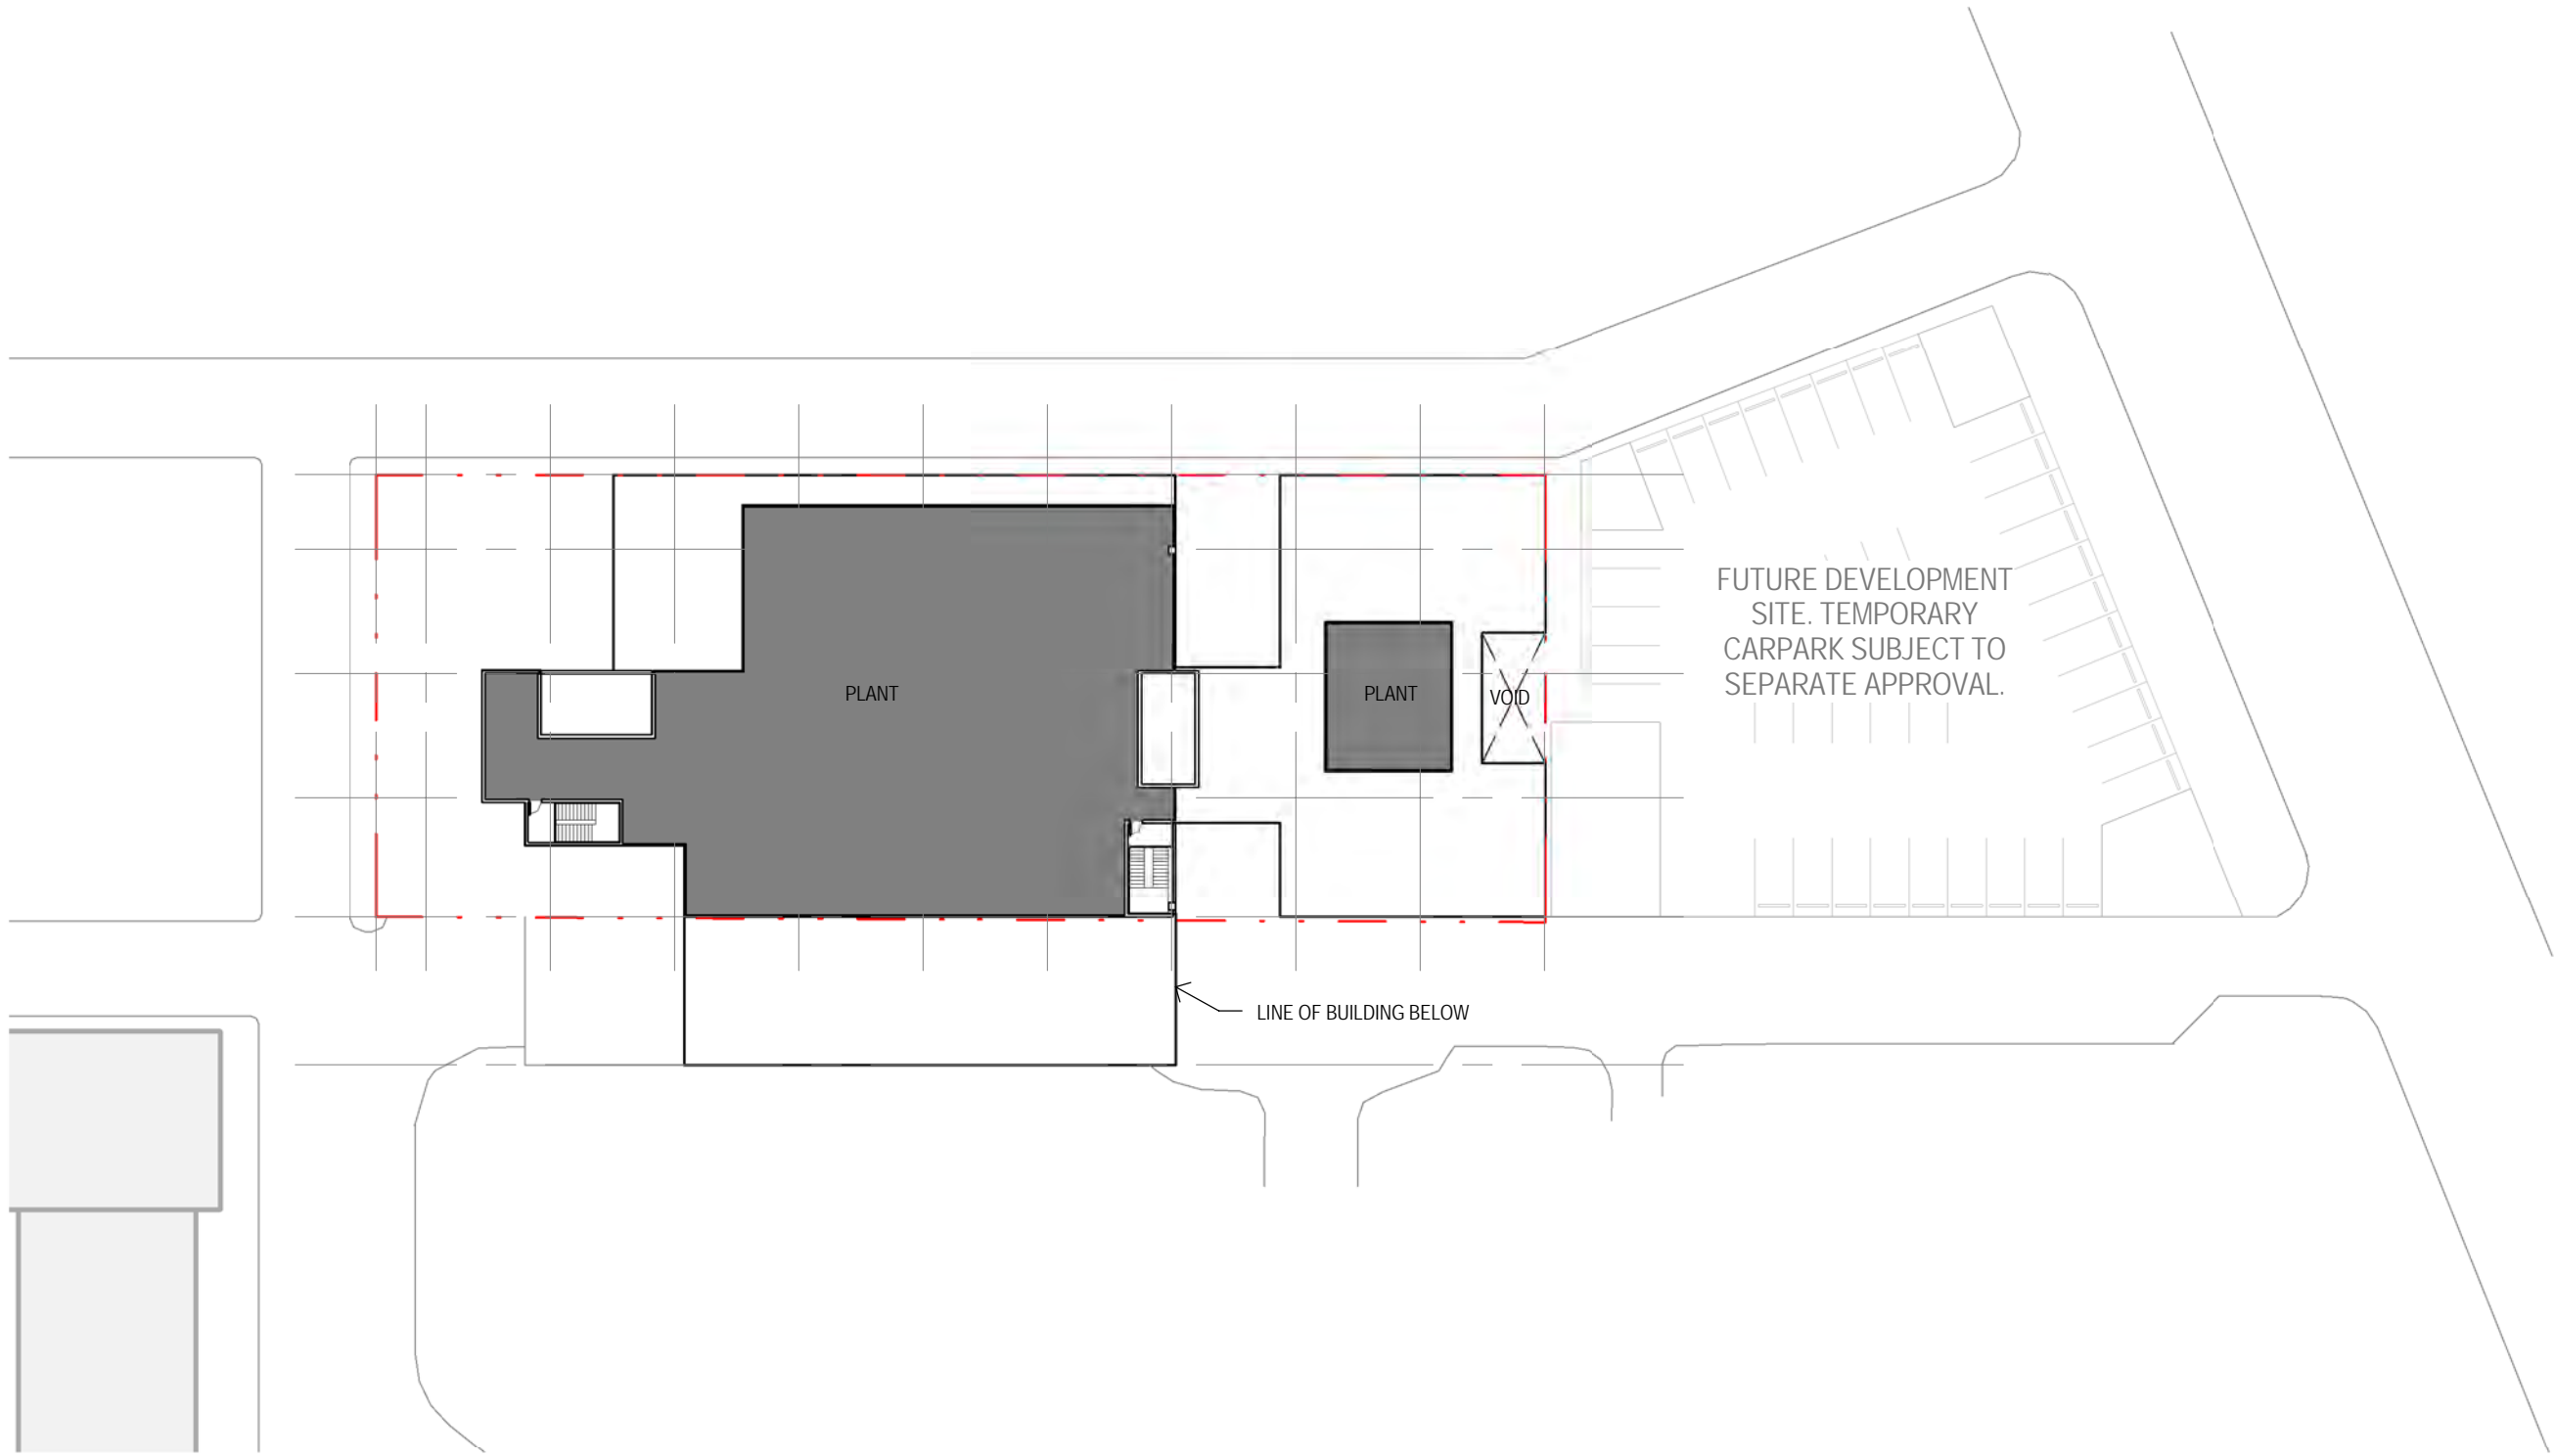 FUTURE DEVELOPMENT
SITE. TEMPORARY
CARPARK SUBJECT TO
SEPARATE APPROVAL.
PLANT
PLANT
VOID
LINE OF BUILDING BELOW